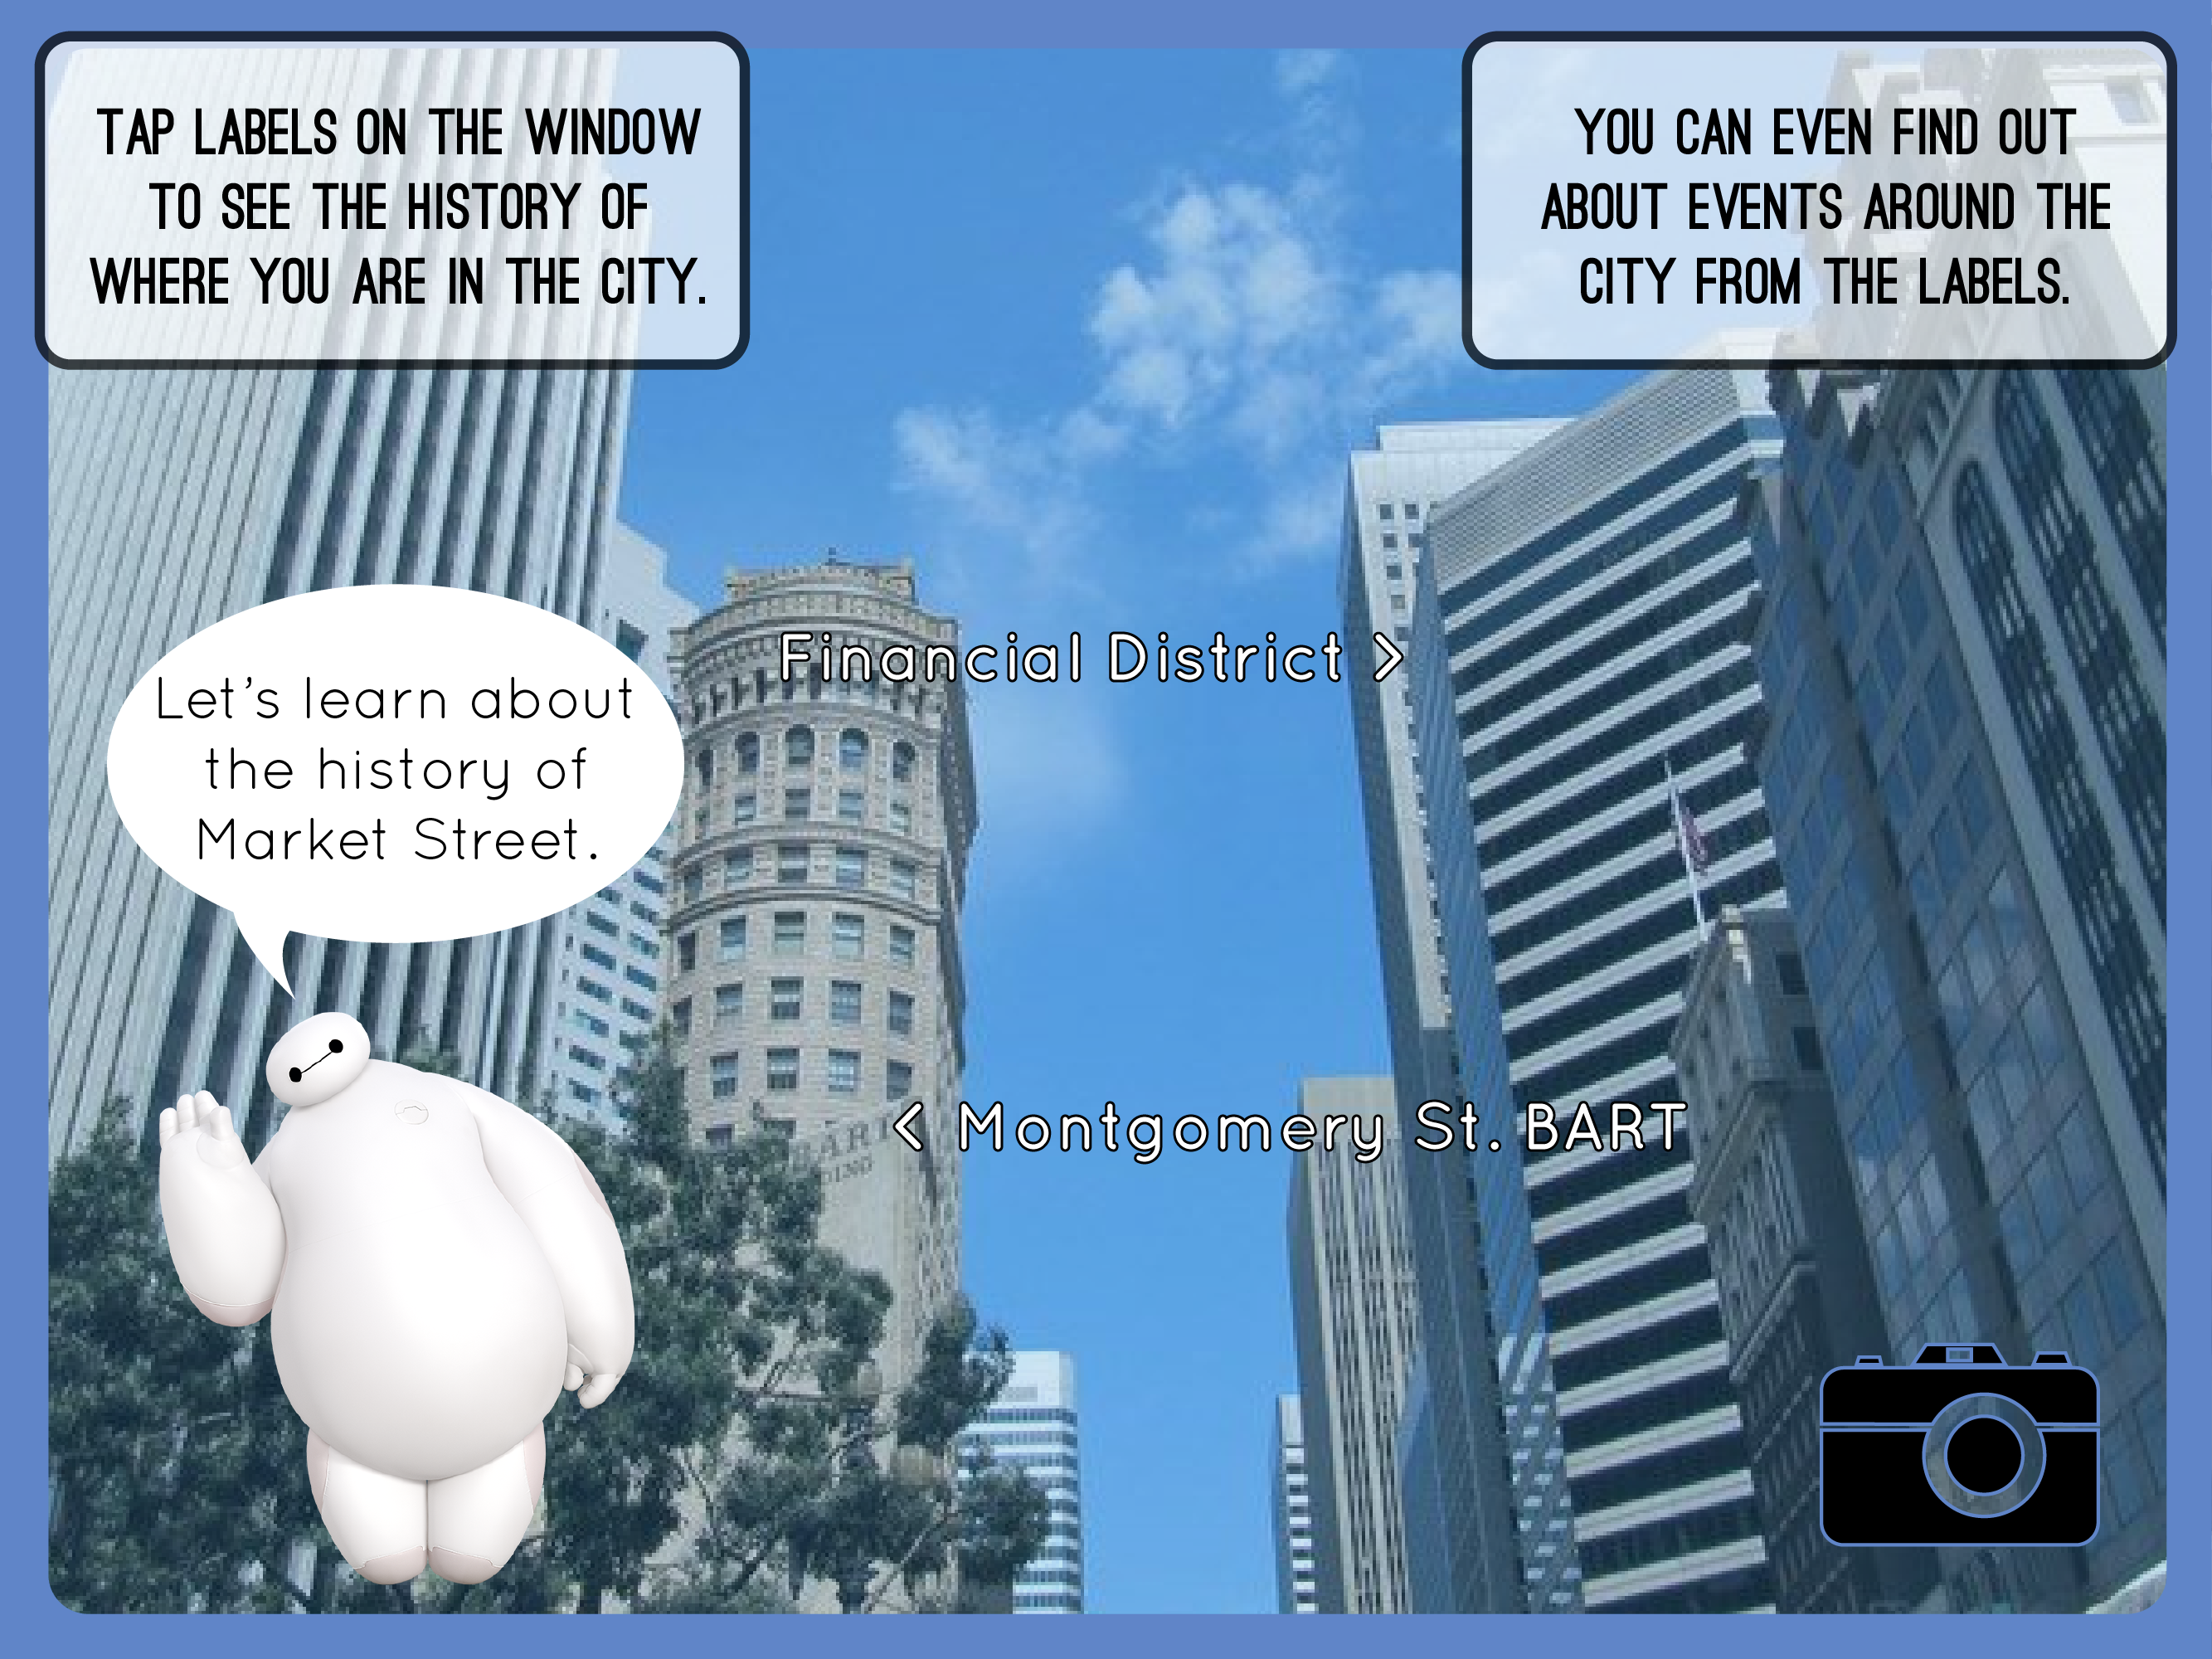 TAP LABELS ON THE WINDOW
TO SEE THE HISTORY OF
WHERE YOU ARE IN THE CITY.
YOU CAN EVEN FIND OUT
ABOUT EVENTS AROUND THE
CITY FROM THE LABELS.
Financial District >
Let's learn about
the history of
Market Street.
< Montgomery St. BART